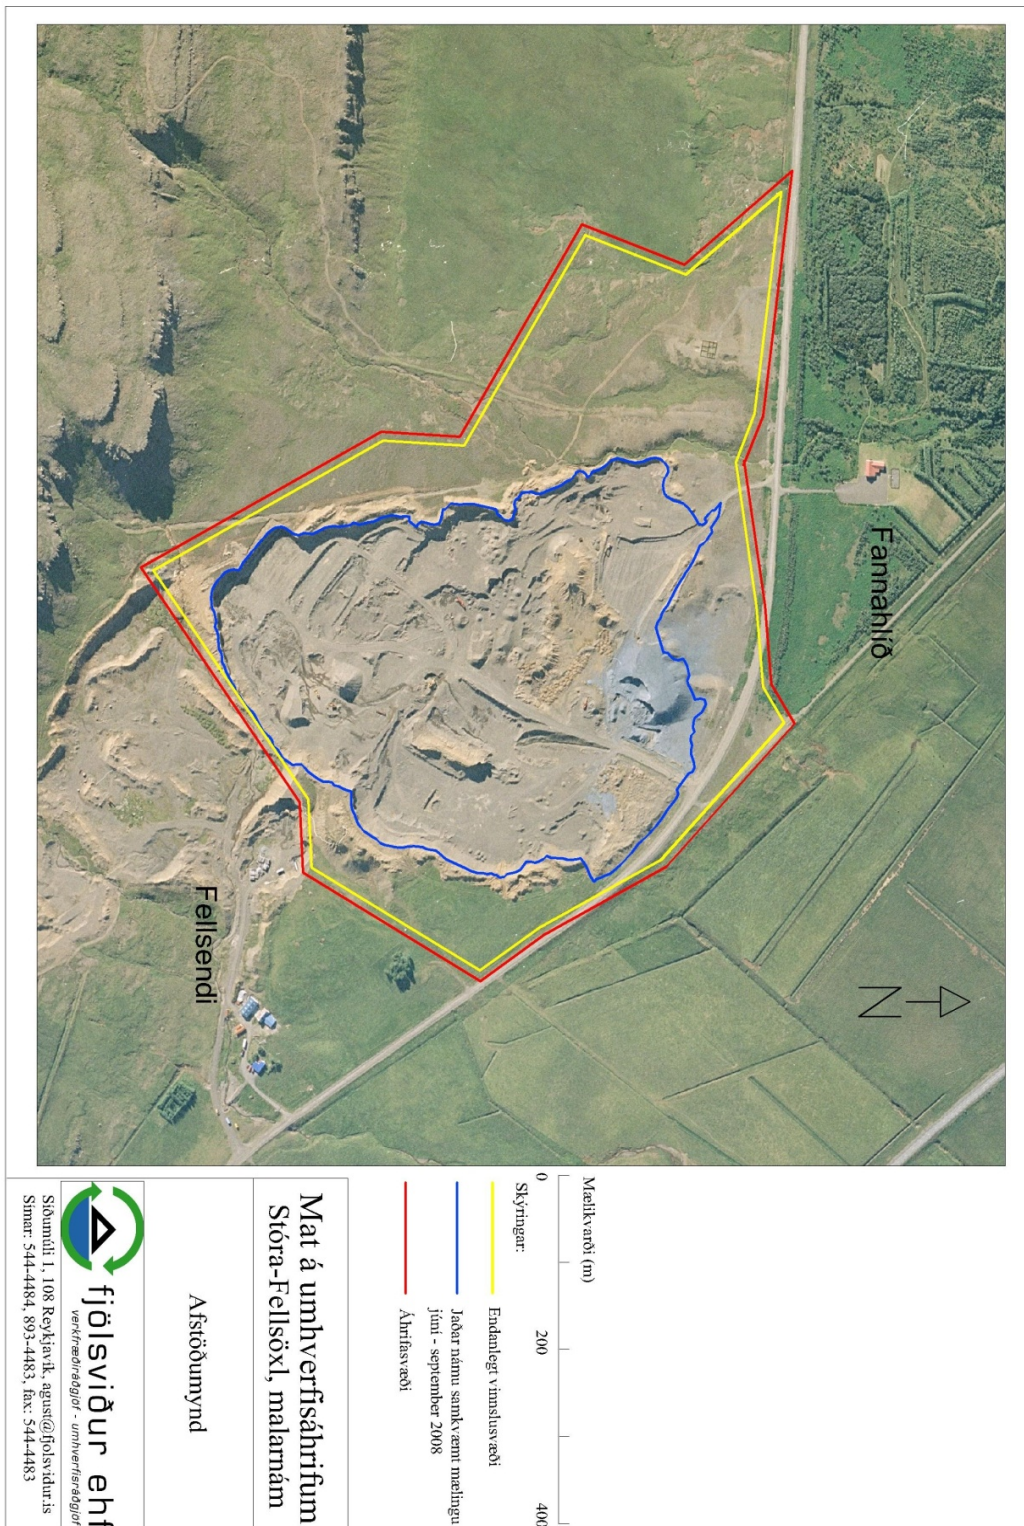 Fannahlíð
Fellsendi
N
Mælikvarði (m)
0
200
400
Skýringar:
Endanlegt vinnslusvæði
Jaðar námu samkvæmt mælingu
júní - september 2008
Áhrifasvæði
Mat á umhverfisáhrifum
Stóra-Fellsöxl, malarnám
Afstöðumynd
fjölsviður ehf
verkfræðiráðgjöf - umhverfisráðgjöf
Síðumúli 1, 108 Reykjavík, agust@fjolsvidur.is
Símar: 544-4484, 893-4483, fax: 544-4483